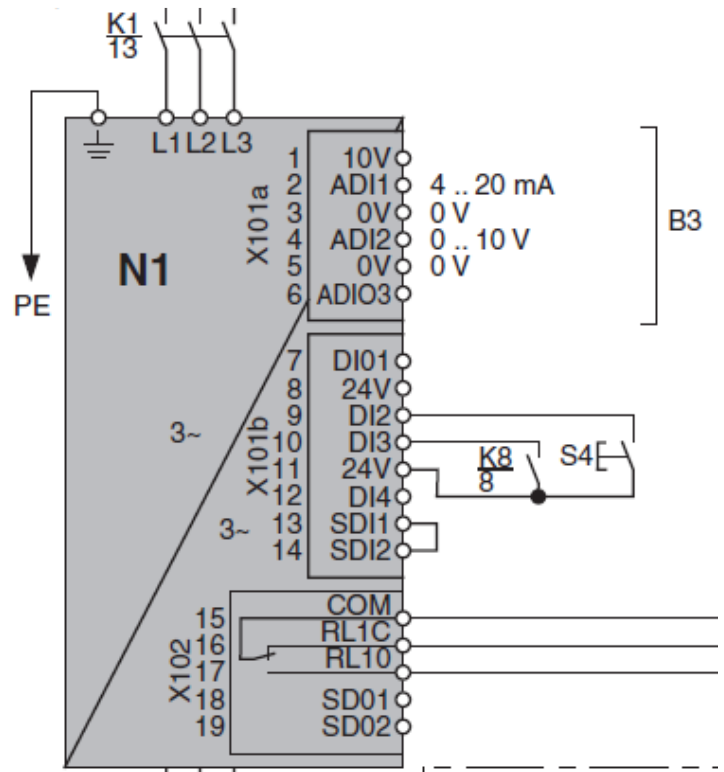 K1
13
L1 L2 L3
PE
N1
3~
3~
X101a
1 10V
2 ADI1 4 .. 20 mA
3 0V 0 V
4 ADI2 0 .. 10 V
5 0V 0 V
6 ADIO3
B3
X101b
7 DI01
8 24V
9 DI2
10 DI3
11 24V
12 DI4
13 SDI1
14 SDI2
K8
8
S4
X102
15 COM
16 RL1C
17 RL10
18 SD01
19 SD02